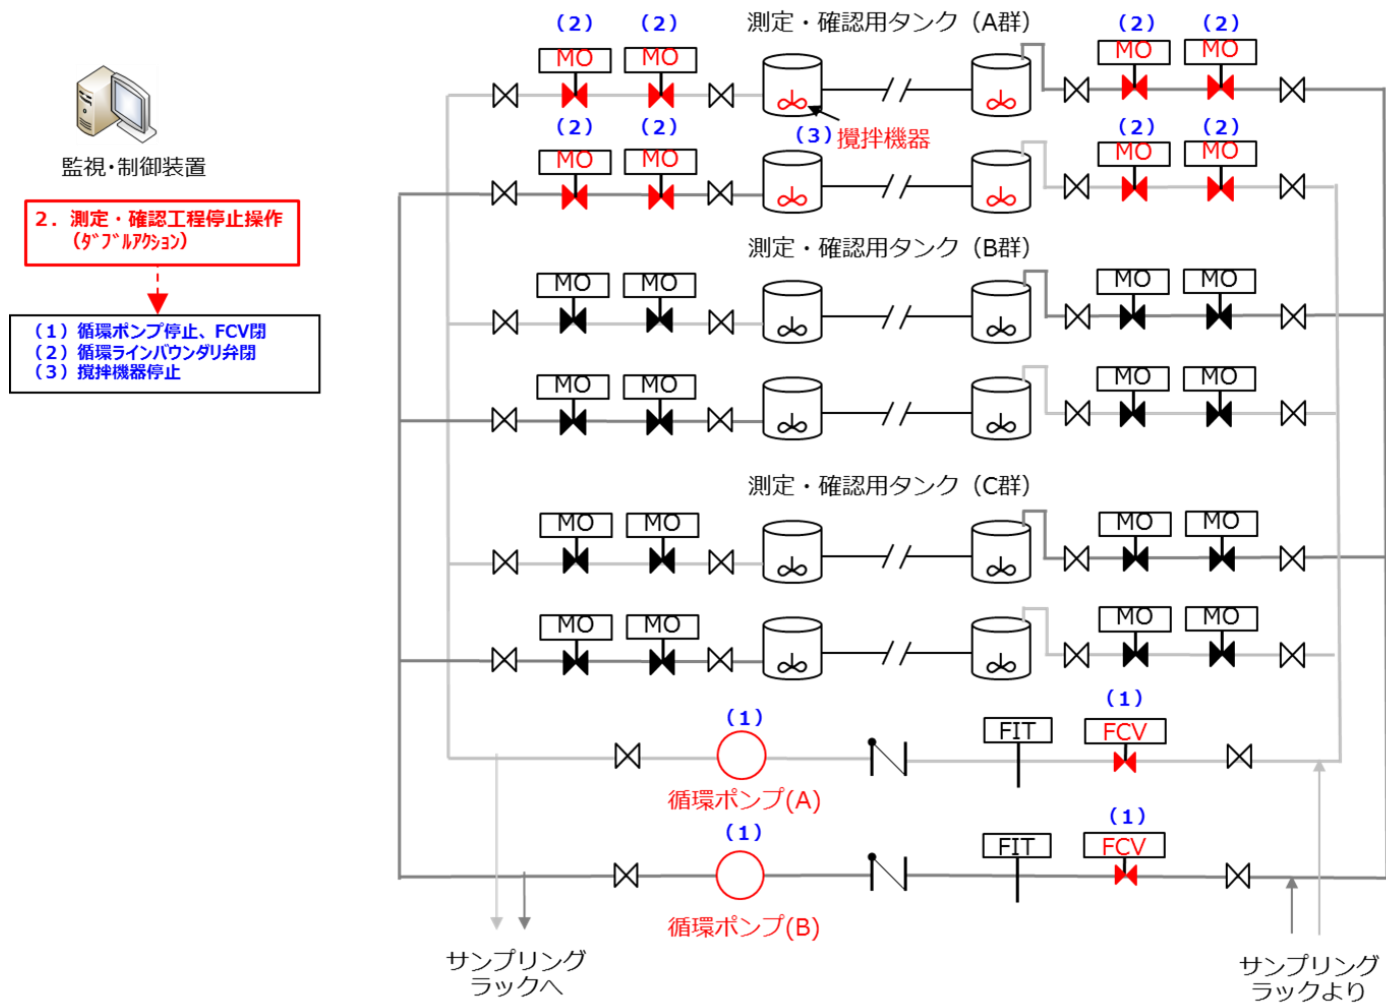 (2) (2) 測定・確認用タンク（A群） (2) (2)
MO MO MO MO
(2) (2) (3) 攪拌機器 (2) (2)
MO MO MO MO
監視・制御装置
2．測定・確認工程停止操作
(ﾀﾞﾌﾞﾙｱｸｼｮﾝ)
(1) 循環ポンプ停止、FCV閉
(2) 循環ラインバウンダリ弁閉
(3) 攪拌機器停止
測定・確認用タンク（B群）
MO MO MO MO
MO MO MO MO
測定・確認用タンク（C群）
MO MO MO MO
MO MO MO MO
(1) (1)
FIT FCV
循環ポンプ(A)
(1) (1)
FIT FCV
循環ポンプ(B)
サンプリング
ラックへ
サンプリング
ラックより